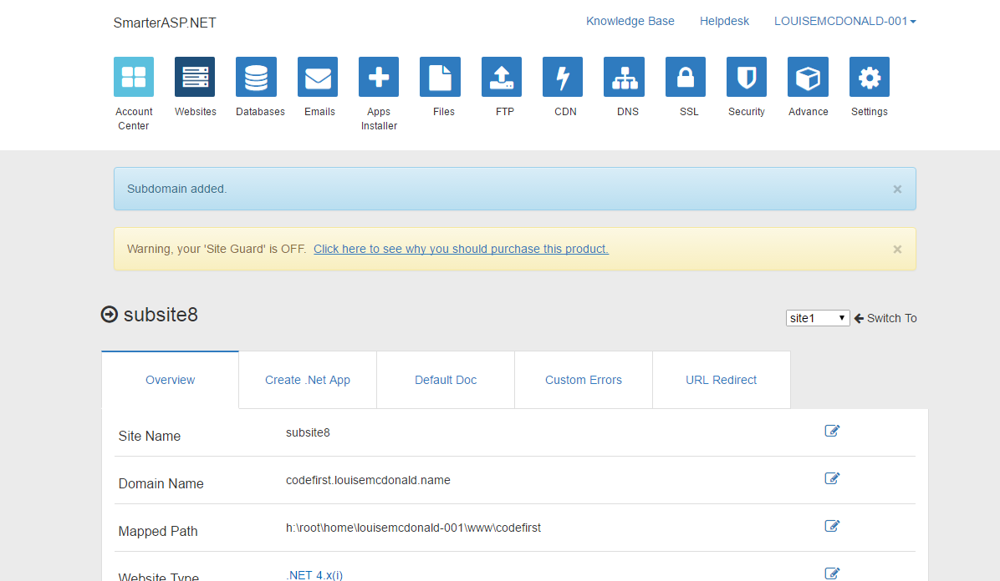 SmarterASP.NET
Knowledge Base Helpdesk LOUISEMCDONALD-001
Account Center
Websites
Databases
Emails
Apps Installer
Files
FTP
CDN
DNS
SSL
Security
Advance
Settings
Subdomain added. ×
Warning, your 'Site Guard' is OFF. Click here to see why you should purchase this product. ×
subsite8
site1 Switch To
Overview Create .Net App Default Doc Custom Errors URL Redirect
Site Name subsite8
Domain Name codefirst.louisemcdonald.name
Mapped Path h:\root\home\louisemcdonald-001\www\codefirst
Website Type .NET 4.x(i)